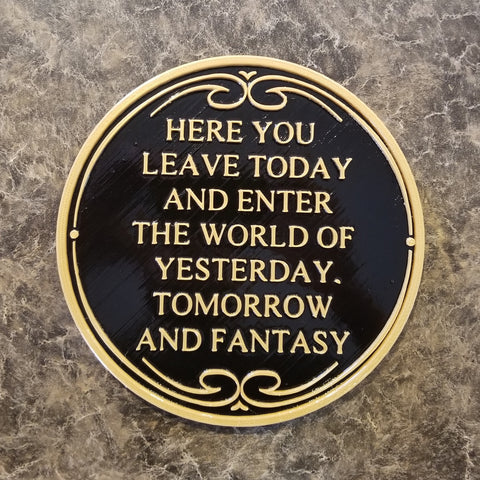 HERE YOU
LEAVE TODAY
AND ENTER
THE WORLD OF
YESTERDAY.
TOMORROW
AND FANTASY